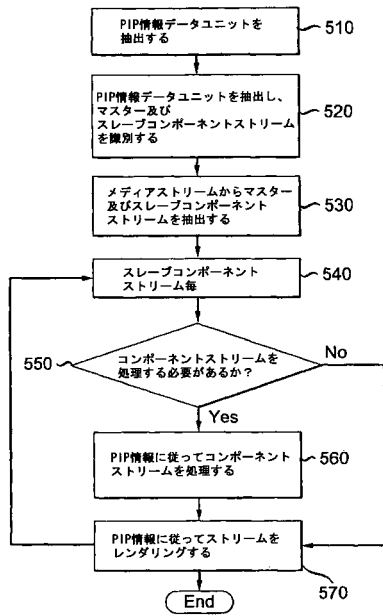 PIP情報データユニットを
抽出する
510
PIP情報データユニットを抽出し、
マスター及び
スレーブコンポーネントストリーム
を識別する
520
メディアストリームからマスター
及びスレーブコンポーネント
ストリームを抽出する
530
スレーブコンポーネント
ストリーム毎
540
550
コンポーネントストリームを
処理する必要があるか？
No
Yes
PIP情報に従ってコンポーネント
ストリームを処理する
560
PIP情報に従ってストリームを
レンダリングする
570
End